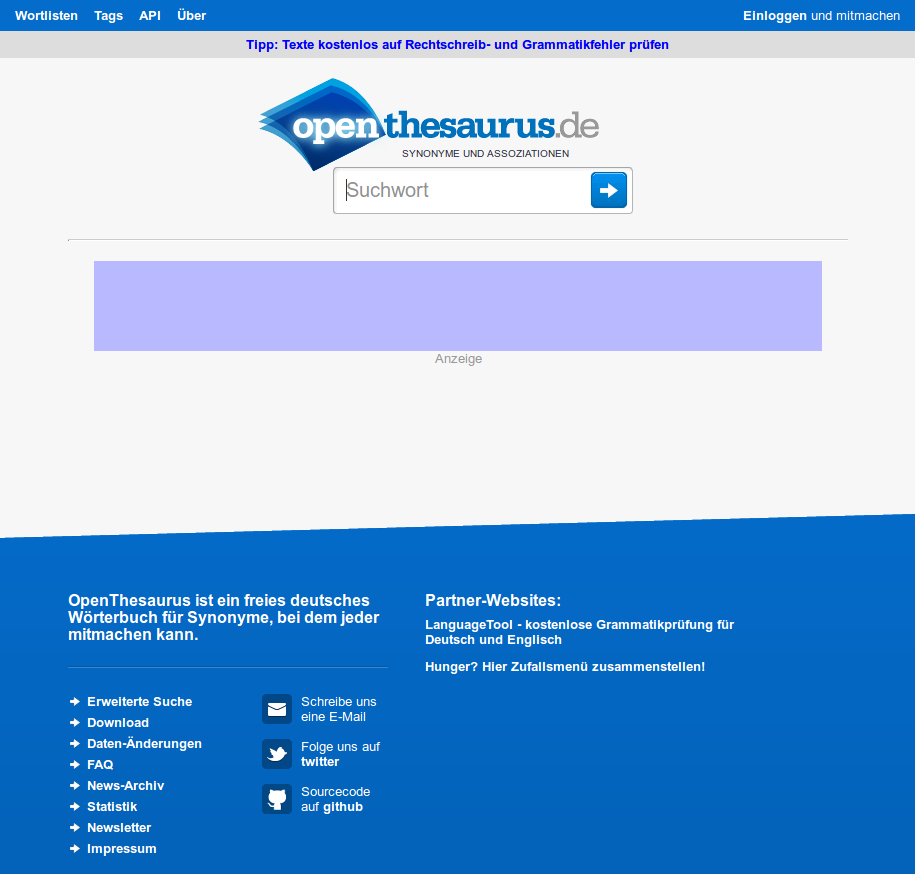 Wortlisten Tags API Über Einloggen und mitmachen
Tipp: Texte kostenlos auf Rechtschreib- und Grammatikfehler prüfen
openthesaurus.de
SYNONYME UND ASSOZIATIONEN
Suchwort
Anzeige
OpenThesaurus ist ein freies deutsches
Wörterbuch für Synonyme, bei dem jeder
mitmachen kann.
Erweiterte Suche
Download
Daten-Änderungen
FAQ
News-Archiv
Statistik
Newsletter
Impressum
Schreibe uns
eine E-Mail
Folge uns auf
twitter
Sourcecode
auf github
Partner-Websites:
LanguageTool - kostenlose Grammatikprüfung für
Deutsch und Englisch
Hunger? Hier Zufallsmenü zusammenstellen!